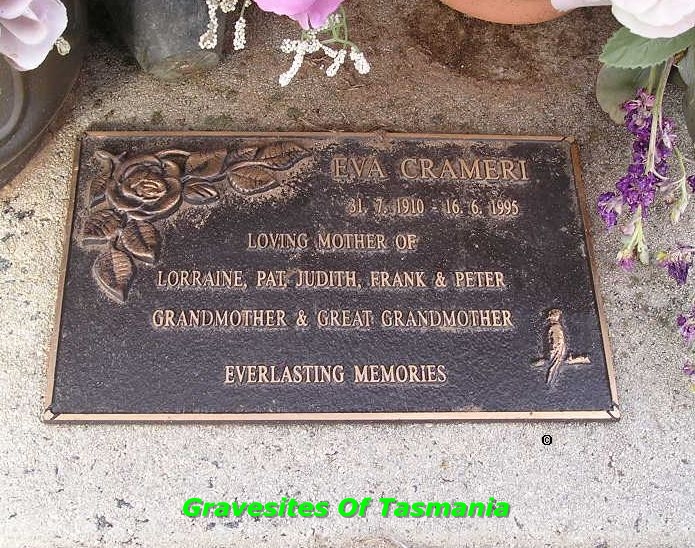 EVA CRAMERI
31. 7. 1910 - 16. 6. 1995
LOVING MOTHER OF
LORRAINE, PAT, JUDITH, FRANK & PETER
GRANDMOTHER & GREAT GRANDMOTHER
EVERLASTING MEMORIES
©
Gravesites Of Tasmania